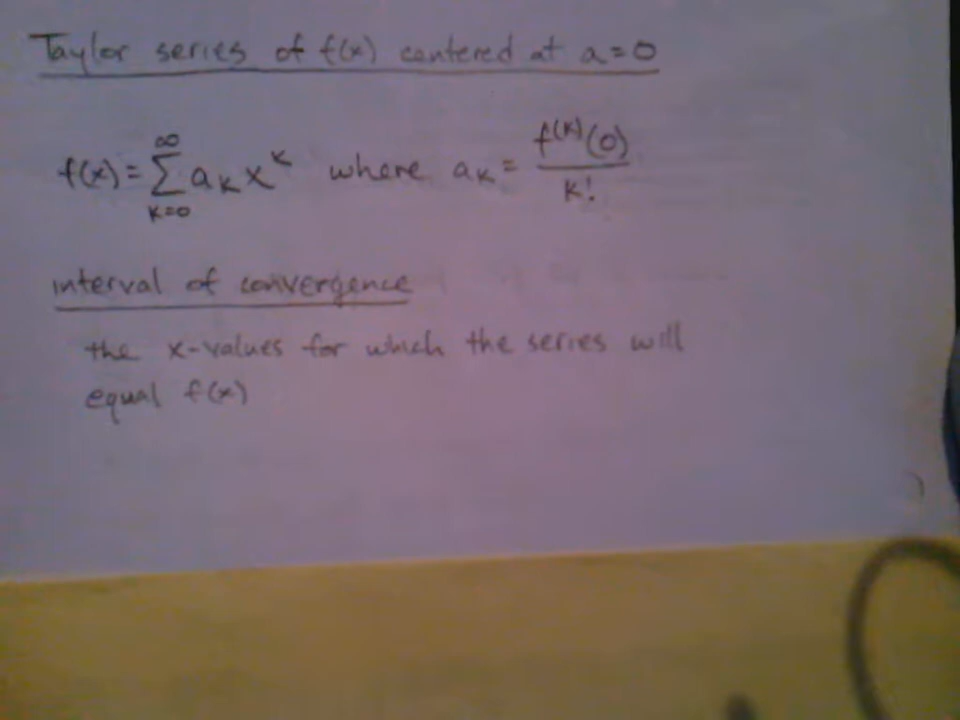 Taylor series of f(x) centered at a=0
f(x) = ∑_{k=0}^{∞} a_k x^k where a_k = f^{(k)}(0) / k!
interval of convergence
the x-values for which the series will
equal f(x)